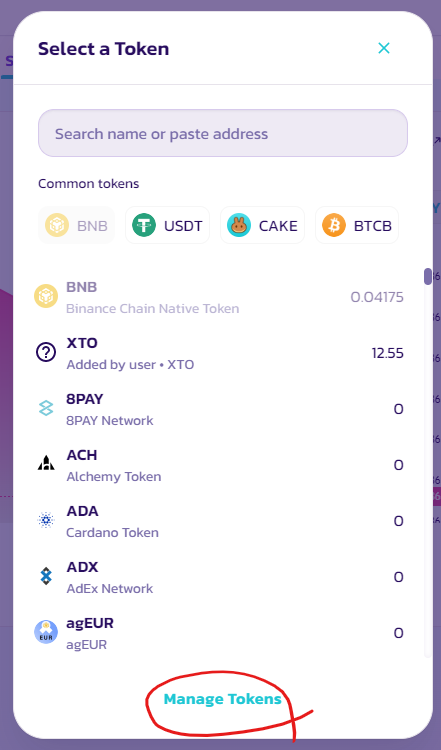 Select a Token
Search name or paste address
Common tokens
BNB USDT CAKE BTCB
BNB
Binance Chain Native Token
0.04175
XTO
Added by user • XTO
12.55
8PAY
8PAY Network
0
ACH
Alchemy Token
0
ADA
Cardano Token
0
ADX
AdEx Network
0
agEUR
agEUR
0
EUR
Manage Tokens